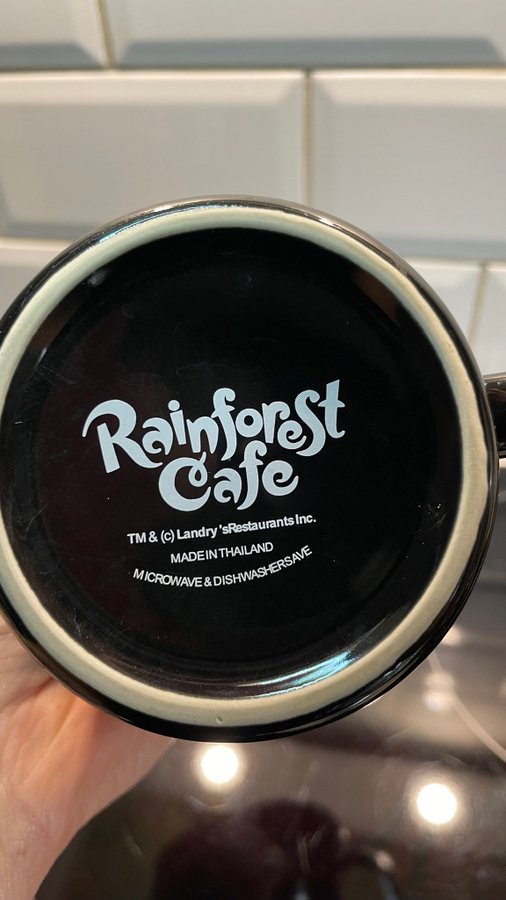 Rainforest
Cafe
TM & (c) Landry 'sRestaurants Inc.
MADE IN THAILAND
MICROWAVE & DISHWASHERSAVE